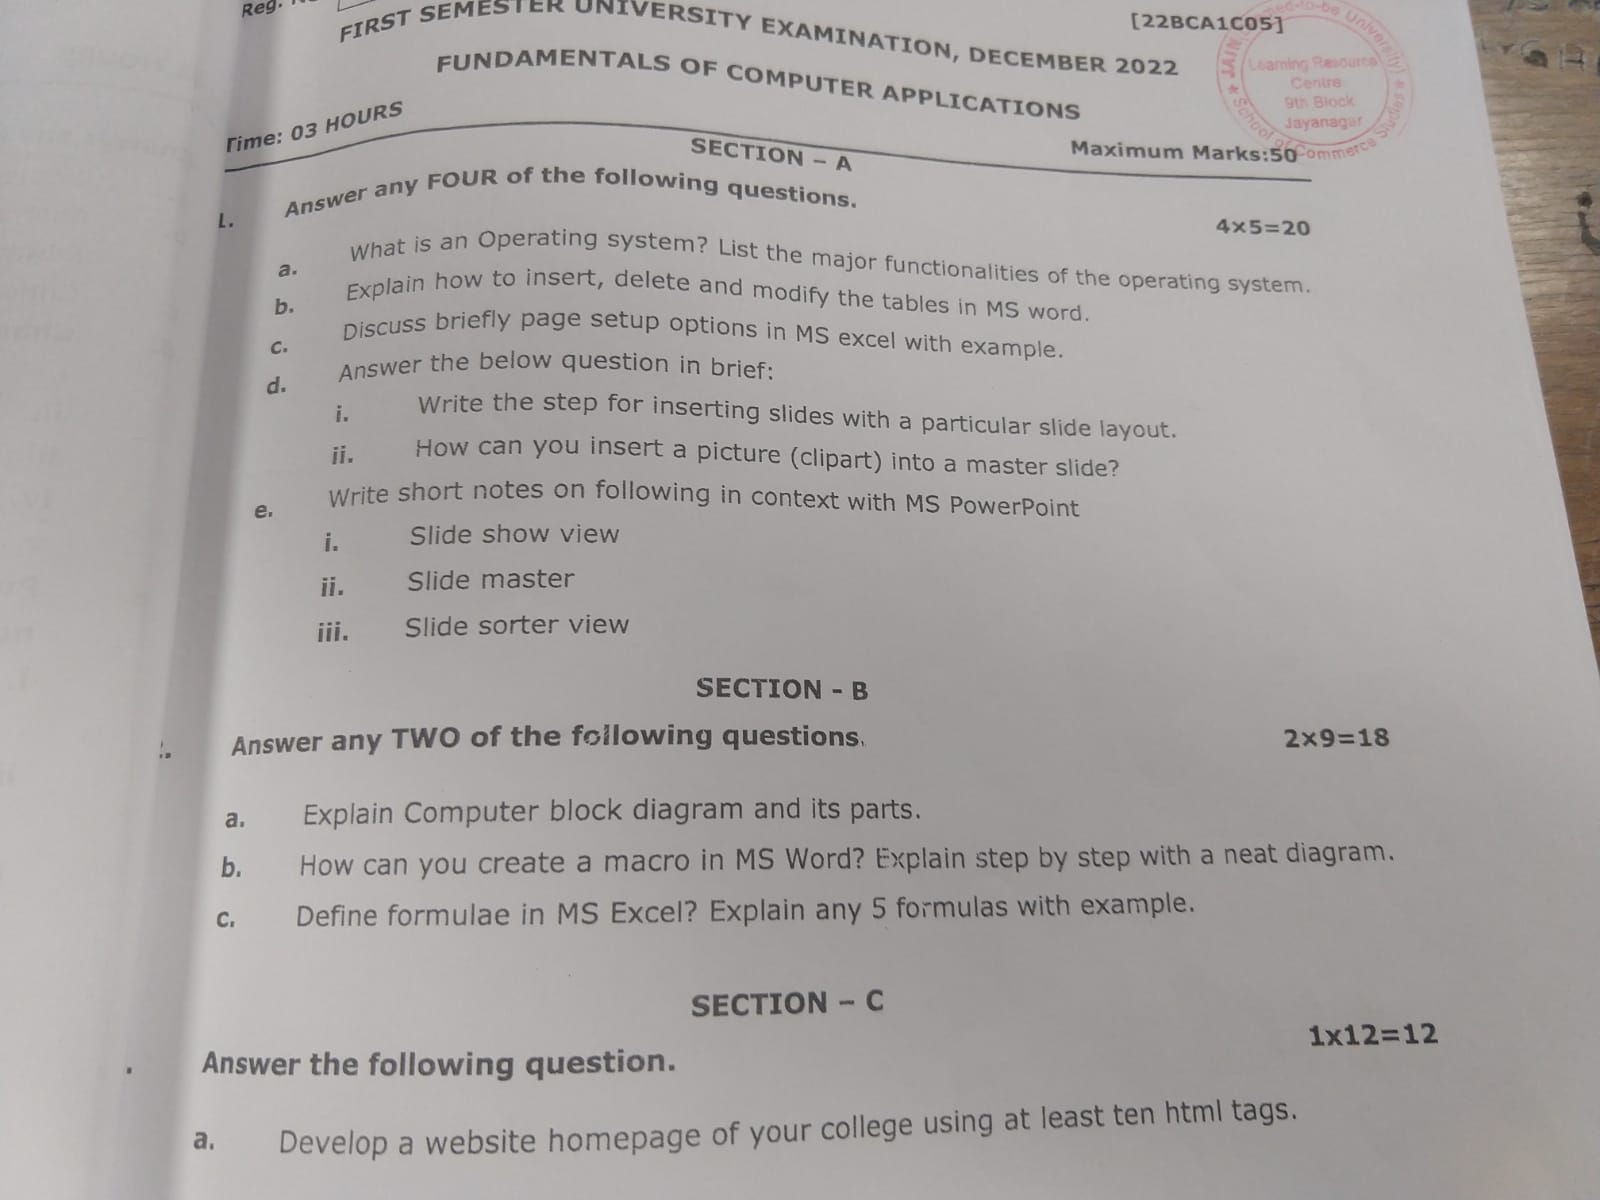 Reg.
[22BCA1C05]
FIRST SEMESTER UNIVERSITY EXAMINATION, DECEMBER 2022
FUNDAMENTALS OF COMPUTER APPLICATIONS
JAIN
-to-be University)
Learning Resource
Centre
9th Block
Jayanagar
School of Commerce Studies
Time: 03 HOURS
Maximum Marks:50
SECTION – A
Answer any FOUR of the following questions.
4x5=20
a. What is an Operating system? List the major functionalities of the operating system.
b. Explain how to insert, delete and modify the tables in MS word.
c. Discuss briefly page setup options in MS excel with example.
d. Answer the below question in brief:
i. Write the step for inserting slides with a particular slide layout.
ii. How can you insert a picture (clipart) into a master slide?
e. Write short notes on following in context with MS PowerPoint
i. Slide show view
ii. Slide master
iii. Slide sorter view
SECTION - B
Answer any TWO of the following questions.
2x9=18
a. Explain Computer block diagram and its parts.
b. How can you create a macro in MS Word? Explain step by step with a neat diagram.
c. Define formulae in MS Excel? Explain any 5 formulas with example.
SECTION – C
1x12=12
Answer the following question.
a. Develop a website homepage of your college using at least ten html tags.